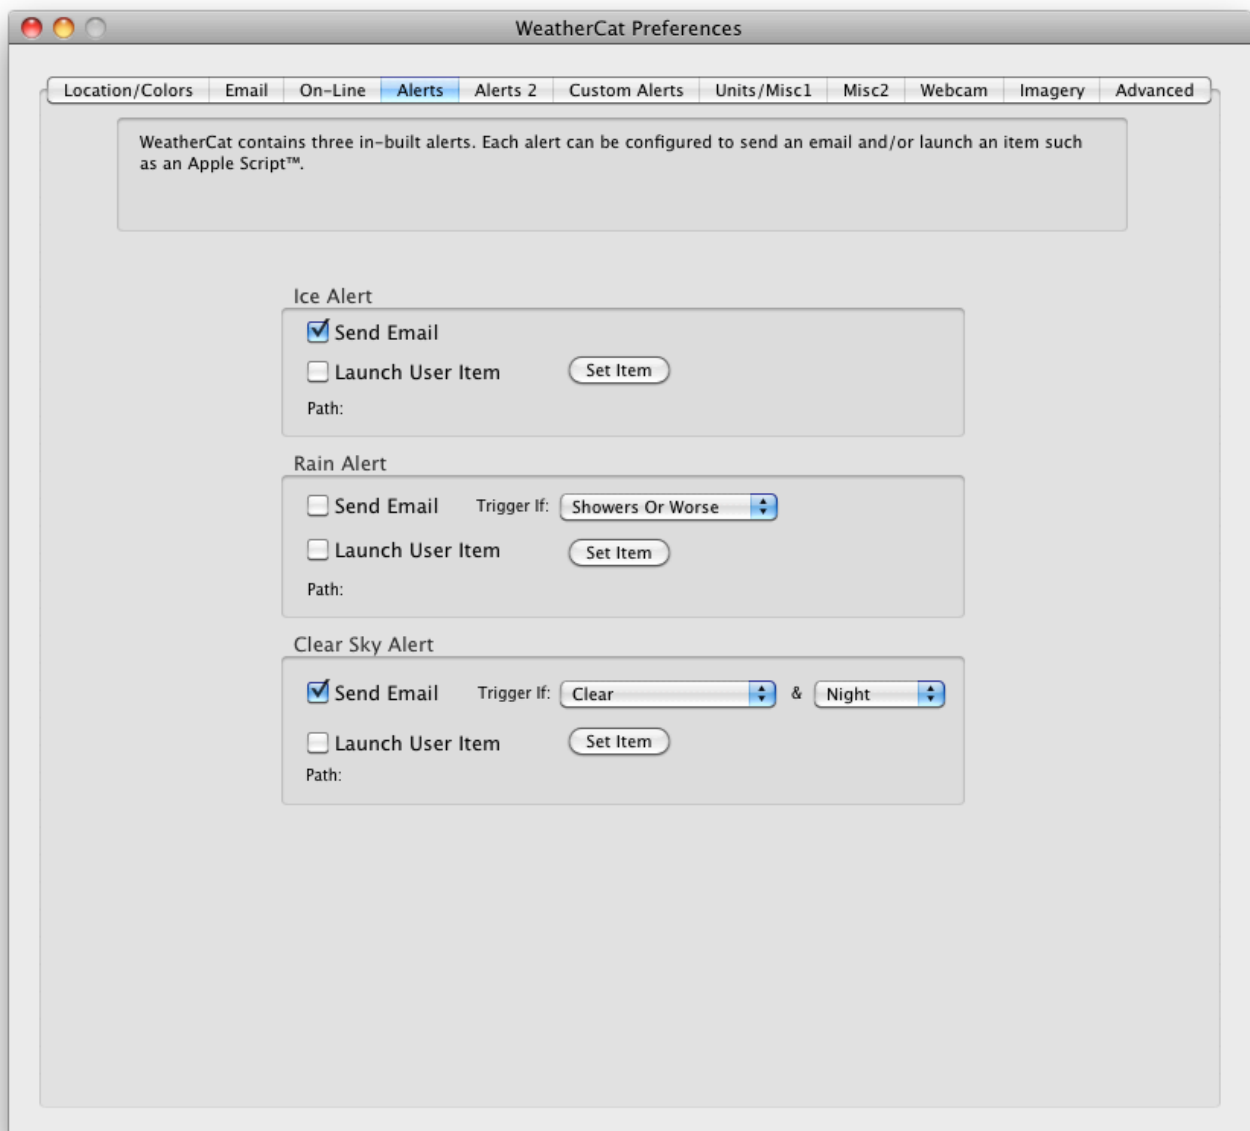 WeatherCat Preferences
Location/Colors Email On-Line Alerts Alerts 2 Custom Alerts Units/Misc1 Misc2 Webcam Imagery Advanced
WeatherCat contains three in-built alerts. Each alert can be configured to send an email and/or launch an item such
as an Apple Script™.
Ice Alert
Send Email
Launch User Item Set Item
Path:
Rain Alert
Send Email Trigger If: Showers Or Worse
Launch User Item Set Item
Path:
Clear Sky Alert
Send Email Trigger If: Clear & Night
Launch User Item Set Item
Path: